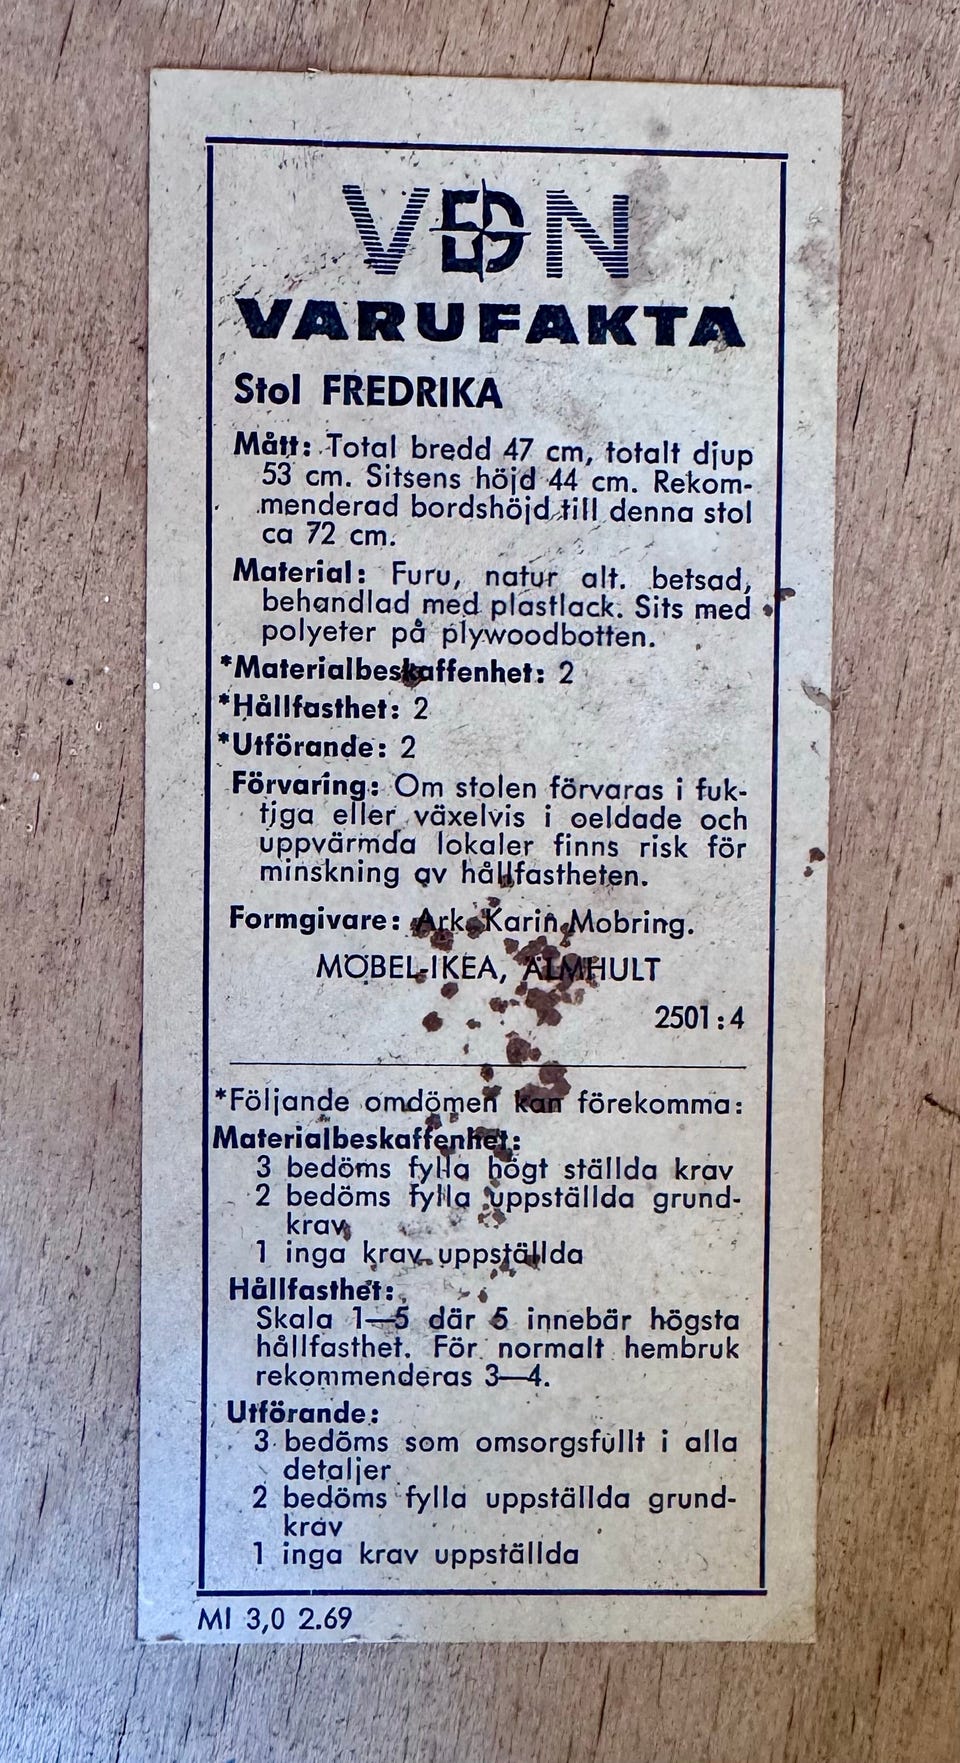 VDN
VARUFAKTA
Stol FREDRIKA
Mått: Total bredd 47 cm, totalt djup
53 cm. Sitsens höjd 44 cm. Rekom-
menderad bordshöjd till denna stol
ca 72 cm.
Material: Furu, natur alt. betsad,
behandlad med plastlack. Sits med
polyeter på plywoodbotten.
*Materialbeskaffenhet: 2
*Hållfasthet: 2
*Utförande: 2
Förvaring: Om stolen förvaras i fuk-
tiga eller växelvis i oeldade och
uppvärmda lokaler finns risk för
minskning av hållfastheten.
Formgivare: Ark. Karin Mobring.
MÖBEL-IKEA, ÄLMHULT
2501:4
*Följande omdömen kan förekomma:
Materialbeskaffenhet:
3 bedöms fylla högt ställda krav
2 bedöms fylla uppställda grund-
krav
1 inga krav uppställda
Hållfasthet:
Skala 1—5 där 5 innebär högsta
hållfasthet. För normalt hembruk
rekommenderas 3—4.
Utförande:
3 bedöms som omsorgsfullt i alla
detaljer
2 bedöms fylla uppställda grund-
krav
1 inga krav uppställda
MI 3,0 2.69